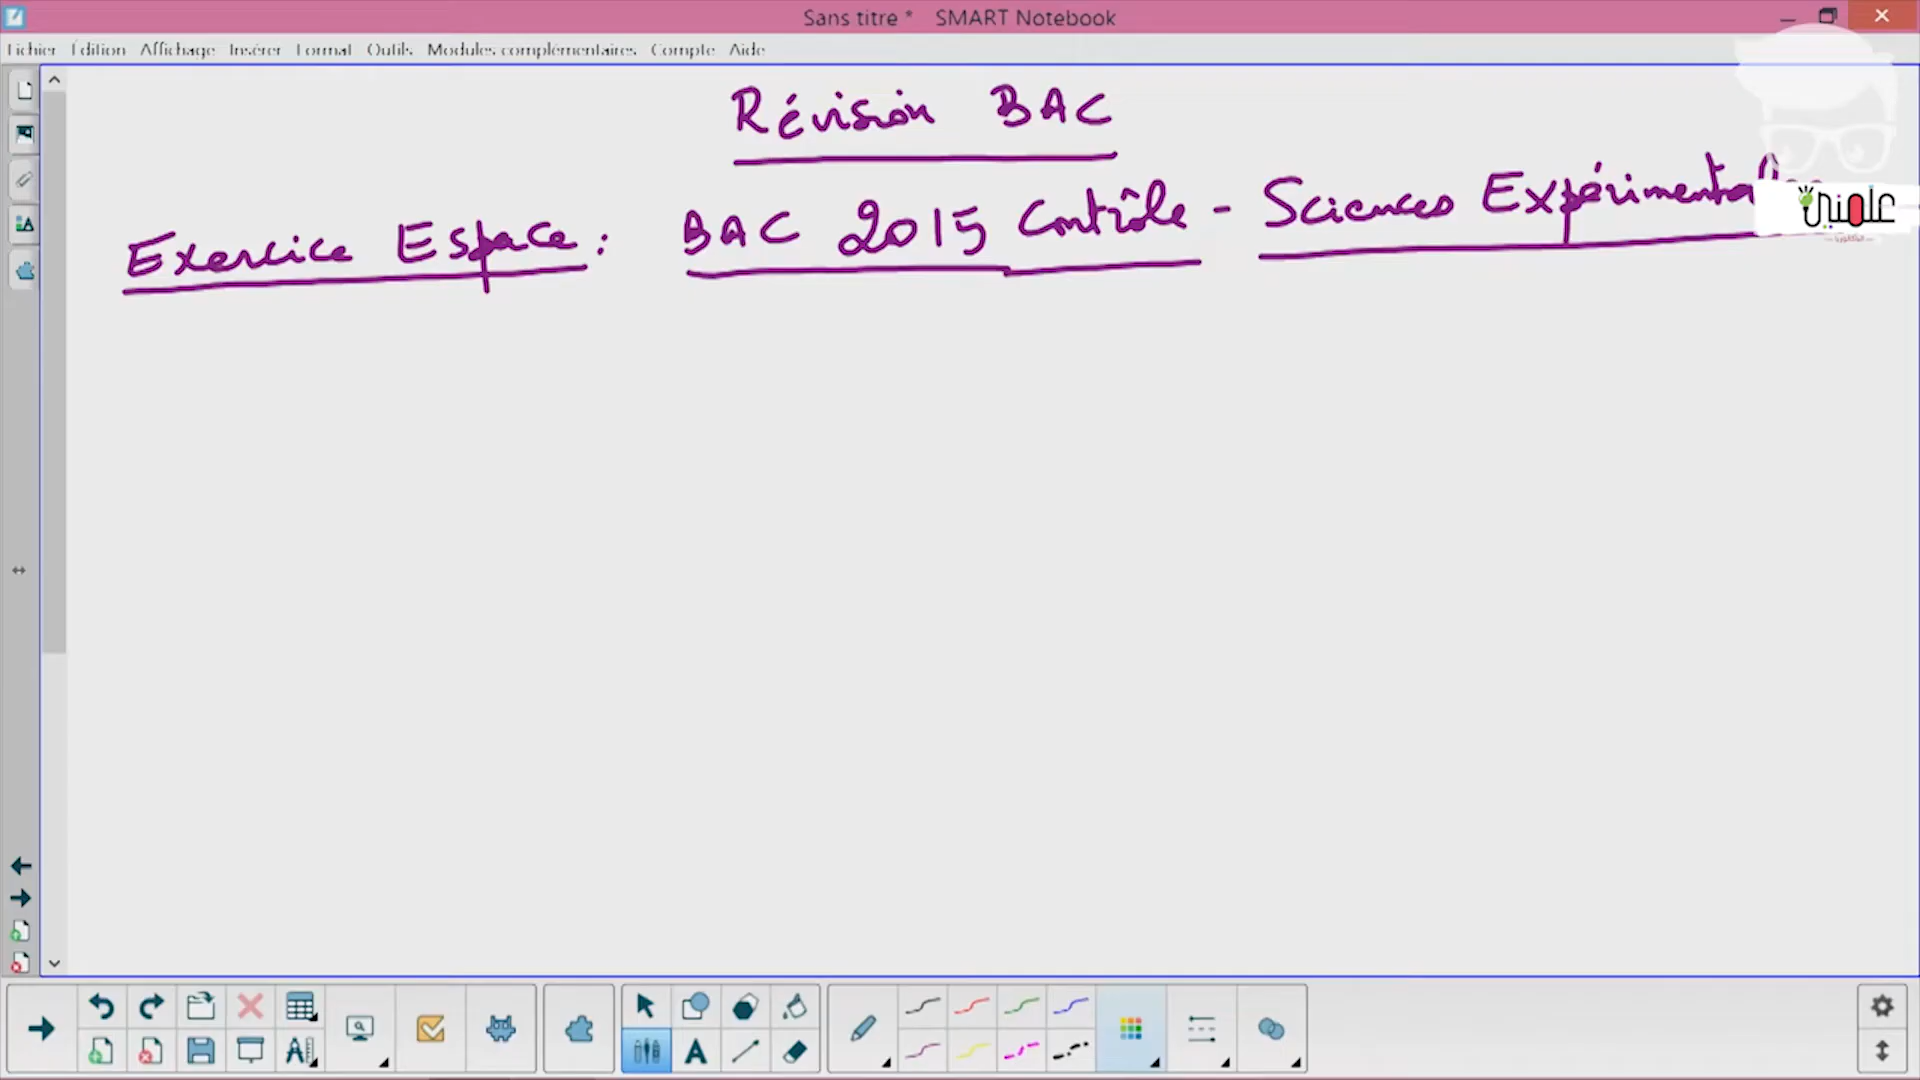 Sans titre * SMART Notebook
Fichier Édition Affichage Insérer Format Outils Modules complémentaires Compte Aide
Révision BAC
Exercice Espace : BAC 2015 Contrôle - Sciences Expérimentales
علمني